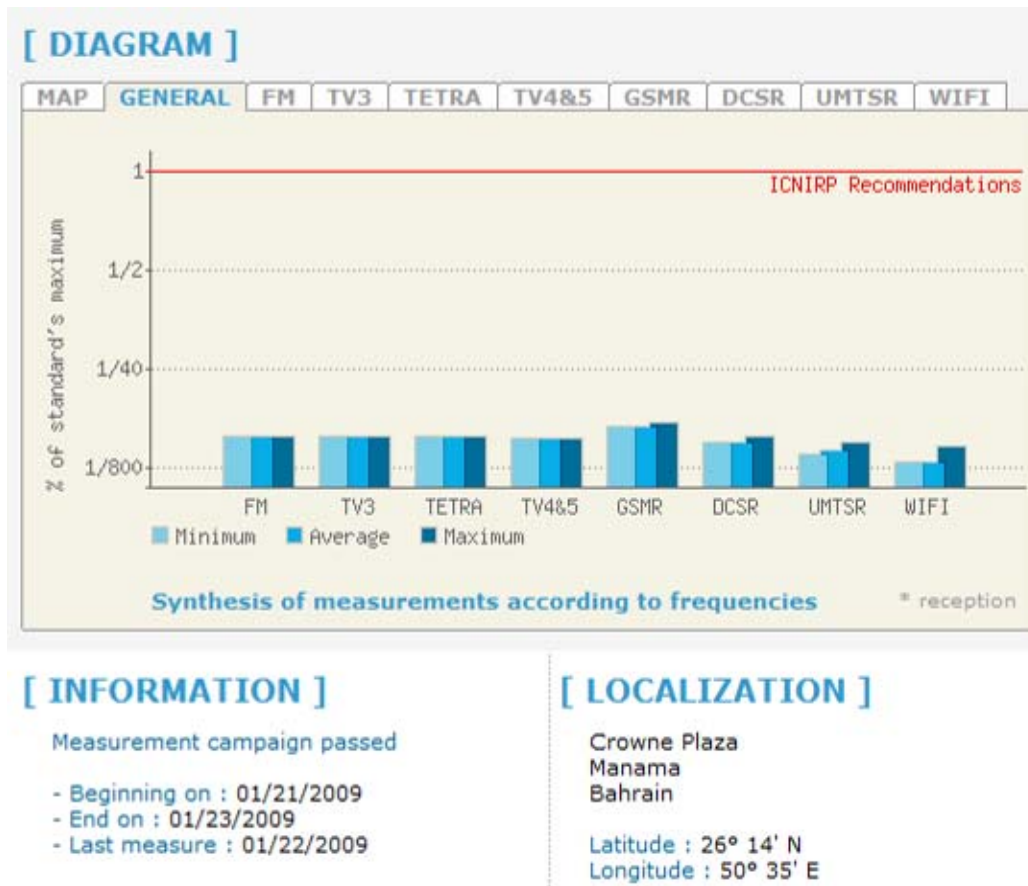 [ DIAGRAM ]
MAP GENERAL FM TV3 TETRA TV4&5 GSMR DCSR UMTSR WIFI
1
ICNIRP Recommendations
1/2
1/40
1/800
% of standard's maximum
FM TV3 TETRA TV4&5 GSMR DCSR UMTSR WIFI
Minimum Average Maximum
Synthesis of measurements according to frequencies * reception
[ INFORMATION ]
Measurement campaign passed
- Beginning on : 01/21/2009
- End on : 01/23/2009
- Last measure : 01/22/2009
[ LOCALIZATION ]
Crowne Plaza
Manama
Bahrain
Latitude : 26° 14' N
Longitude : 50° 35' E